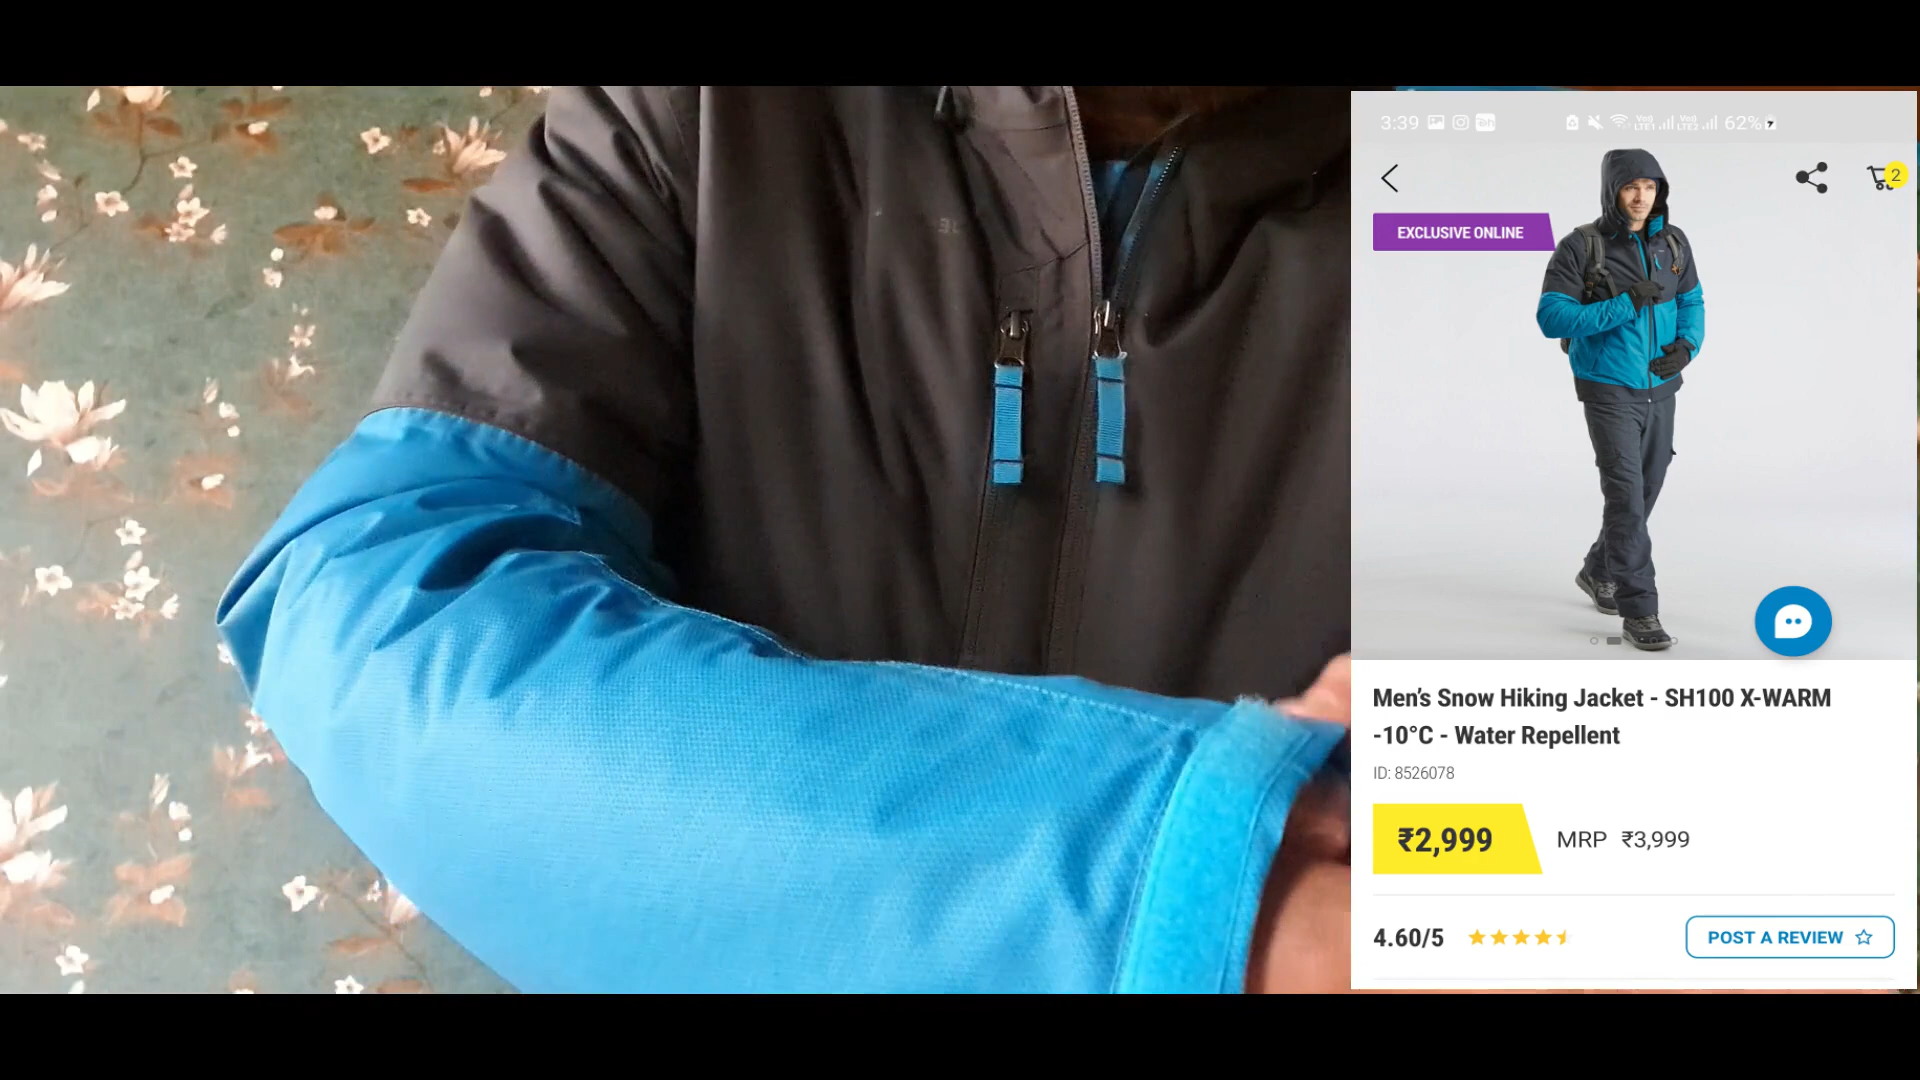 3:39
62%
2
EXCLUSIVE ONLINE
Men's Snow Hiking Jacket - SH100 X-WARM
-10°C - Water Repellent
ID: 8526078
₹2,999
MRP ₹3,999
4.60/5
POST A REVIEW